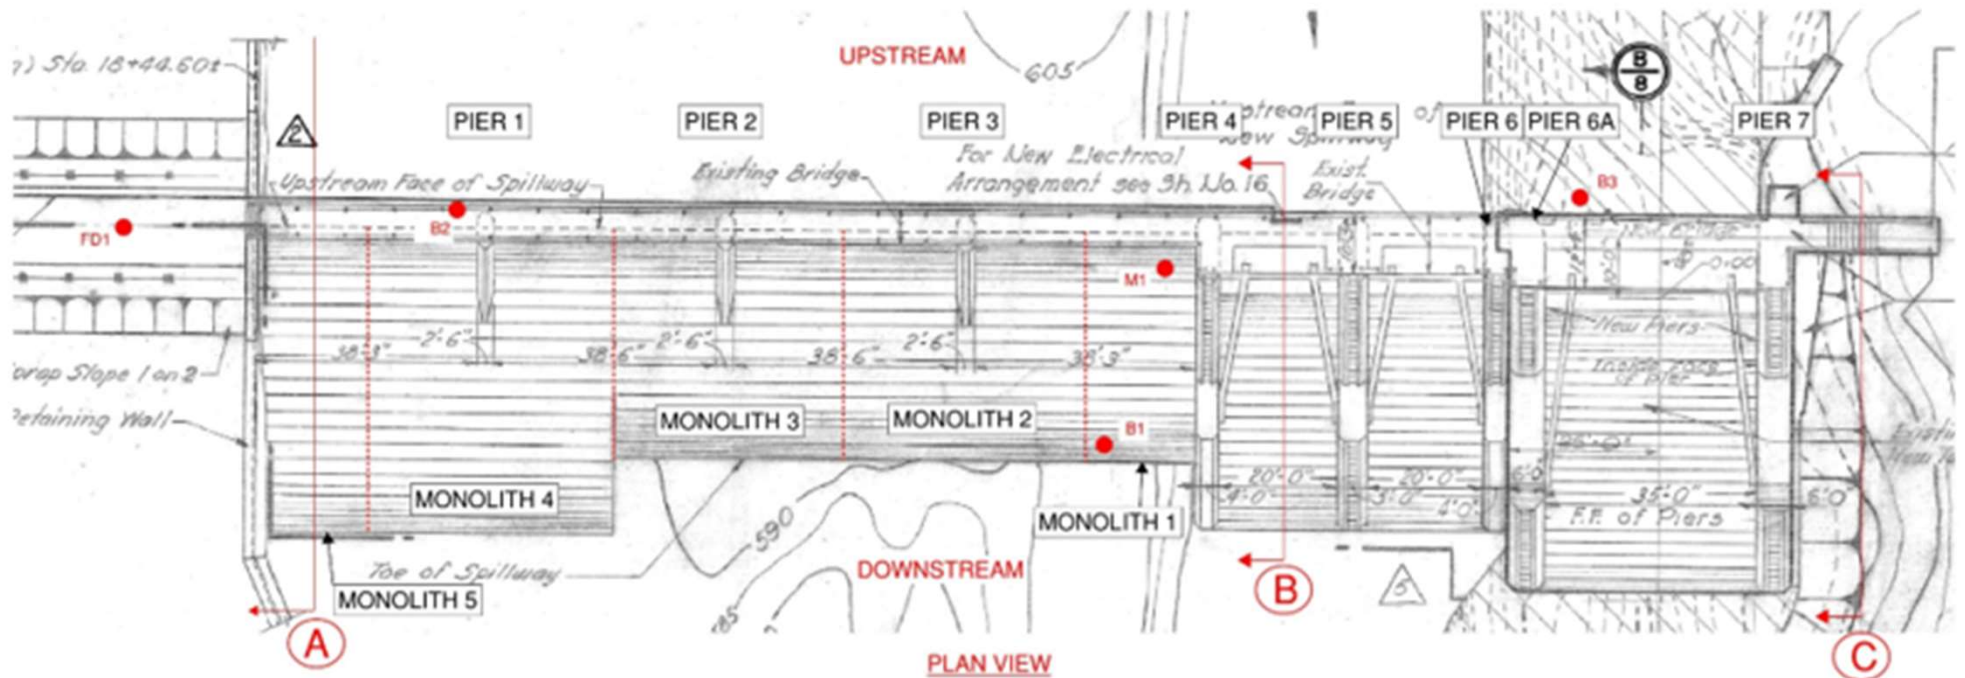 UPSTREAM
605
B
8
Sta. 18+44.60±
2
PIER 1
PIER 2
PIER 3
PIER 4
PIER 5
of
PIER 6
PIER 6A
PIER 7
New Spillway
For New Electrical
Arrangement see Sh. No. 16
Exist.
Bridge
Upstream Face of Spillway
Existing Bridge
B2
B3
FD1
M1
38'-3"
2'-6"
38'-6"
2'-6"
38'-6"
2'-6"
38'-3"
New Piers
Inside Face
of Pier
Slope 1 on 2
Retaining Wall
MONOLITH 3
MONOLITH 2
B1
MONOLITH 4
MONOLITH 1
20'-0"
4'-0"
20'-0"
3'-0"
4'-0"
6'-0"
35'-0"
6'-0"
F.F. of Piers
590
Toe of Spillway
DOWNSTREAM
MONOLITH 5
5
85
A
B
C
PLAN VIEW